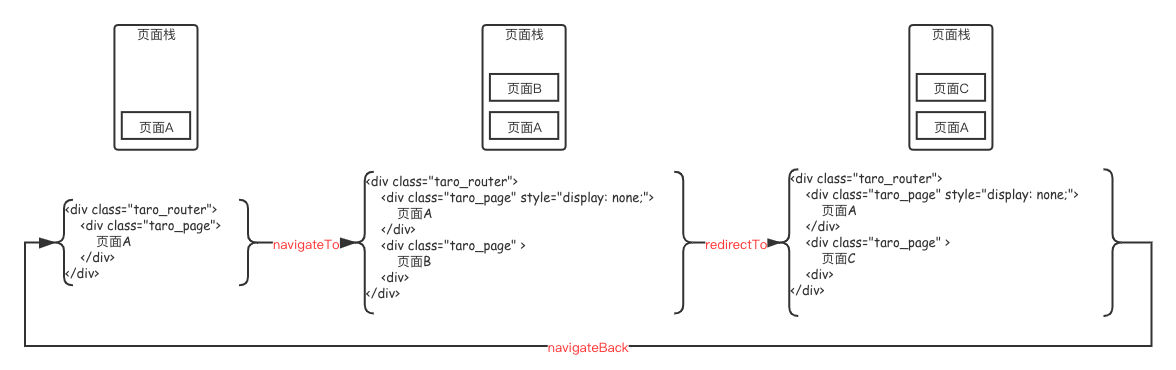 页面栈
页面A
页面栈
页面B
页面A
页面栈
页面C
页面A
<div class="taro_router">
<div class="taro_page">
页面A
</div>
</div>
navigateTo
<div class="taro_router">
<div class="taro_page" style="display: none;">
页面A
</div>
<div class="taro_page" >
页面B
<div>
</div>
redirectTo
<div class="taro_router">
<div class="taro_page" style="display: none;">
页面A
</div>
<div class="taro_page" >
页面C
<div>
</div>
navigateBack